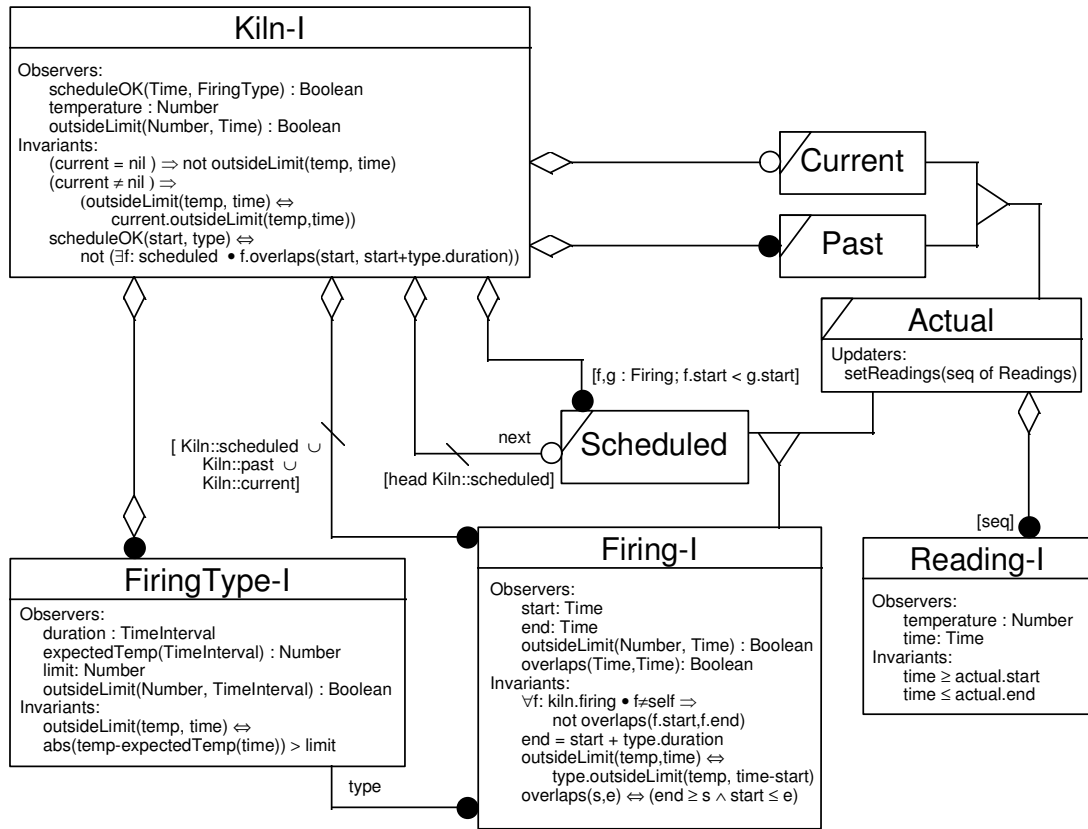 Kiln-I
Observers:
scheduleOK(Time, FiringType) : Boolean
temperature : Number
outsideLimit(Number, Time) : Boolean
Invariants:
(current = nil ) ⇒ not outsideLimit(temp, time)
(current ≠ nil ) ⇒
(outsideLimit(temp, time) ⇔
current.outsideLimit(temp,time))
scheduleOK(start, type) ⇔
not (∃f: scheduled • f.overlaps(start, start+type.duration))
Current
Past
Actual
Updaters:
setReadings(seq of Readings)
[f,g : Firing; f.start < g.start]
next
Scheduled
[head Kiln::scheduled]
[ Kiln::scheduled ∪
Kiln::past ∪
Kiln::current]
[seq]
FiringType-I
Observers:
duration : TimeInterval
expectedTemp(TimeInterval) : Number
limit: Number
outsideLimit(Number, TimeInterval) : Boolean
Invariants:
outsideLimit(temp, time) ⇔
abs(temp-expectedTemp(time)) > limit
type
Firing-I
Observers:
start: Time
end: Time
outsideLimit(Number, Time) : Boolean
overlaps(Time,Time): Boolean
Invariants:
∀f: kiln.firing • f≠self ⇒
not overlaps(f.start,f.end)
end = start + type.duration
outsideLimit(temp,time) ⇔
type.outsideLimit(temp, time-start)
overlaps(s,e) ⇔ (end ≥ s ∧ start ≤ e)
Reading-I
Observers:
temperature : Number
time: Time
Invariants:
time ≥ actual.start
time ≤ actual.end